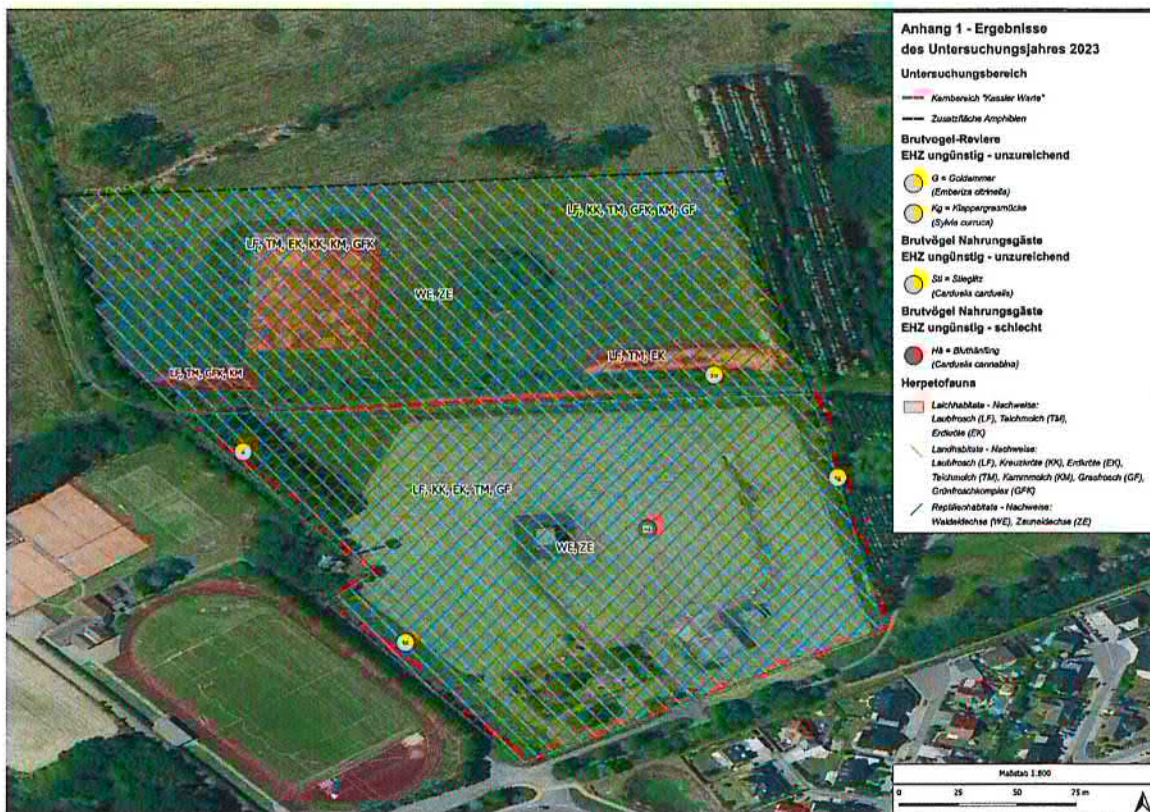 Anhang 1 - Ergebnisse
des Untersuchungsjahres 2023
Untersuchungsbereich
Kernbereich "Kassler Warte"
Zusatzfläche Amphibien
Brutvogel-Reviere
EHZ ungünstig - unzureichend
G = Goldammer
(Emberiza citrinella)
Kg = Klappergrasmücke
(Sylvia curruca)
Brutvögel Nahrungsgäste
EHZ ungünstig - unzureichend
Sti = Stieglitz
(Carduelis carduelis)
Brutvögel Nahrungsgäste
EHZ ungünstig - schlecht
Hä = Bluthänfling
(Carduelis cannabina)
Herpetofauna
Laichhabitate - Nachweise:
Laubfrosch (LF), Teichmolch (TM),
Erdkröte (EK)
Landhabitate - Nachweise:
Laubfrosch (LF), Kreuzkröte (KK), Erdkröte (EK),
Teichmolch (TM), Kammmolch (KM), Grasfrosch (GF),
Grünfroschkomplex (GFK)
Reptilienhabitate - Nachweise:
Waldeidechse (WE), Zauneidechse (ZE)
Maßstab 1:800
0 25 50 75 m
LF, KK, TM, GFK, KM, GF
LF, TM, EK, KK, KM, GFK
WE, ZE
LF, TM, EK
LF, TM, GFK, KM
LF, KK, EK, TM, GF
WE, ZE